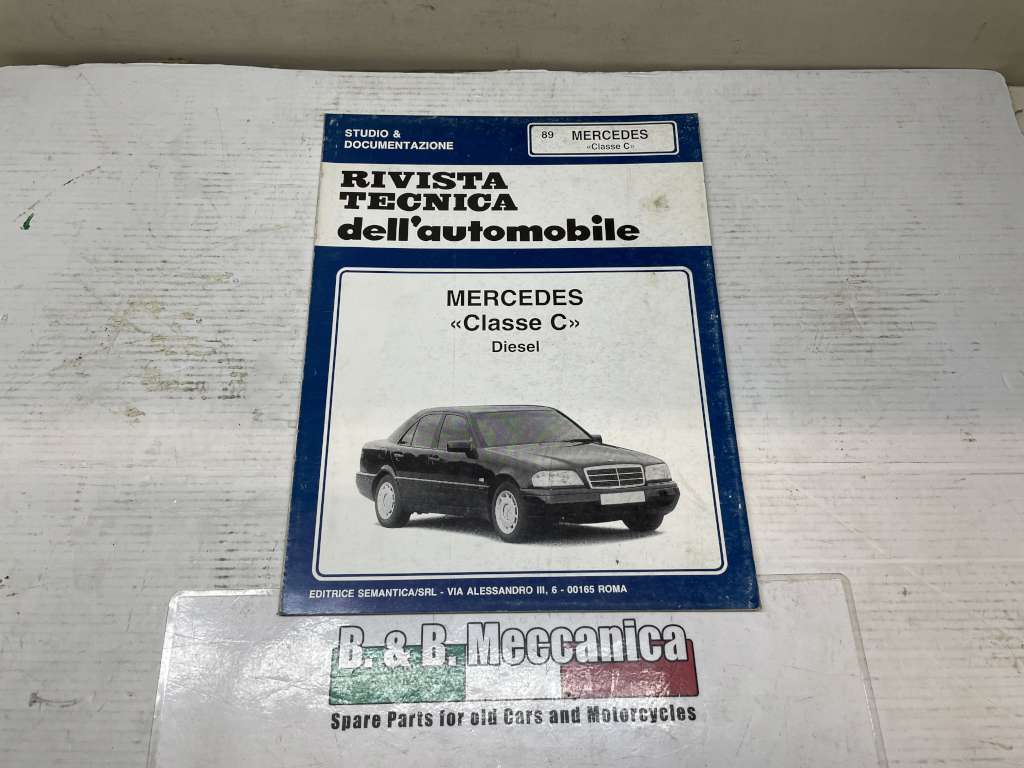 STUDIO &
DOCUMENTAZIONE
89 MERCEDES
«Classe C»
RIVISTA
TECNICA
dell'automobile
MERCEDES
«Classe C»
Diesel
EDITRICE SEMANTICA/SRL - VIA ALESSANDRO III, 6 - 00165 ROMA
B. & B. Meccanica
Spare Parts for old Cars and Motorcycles